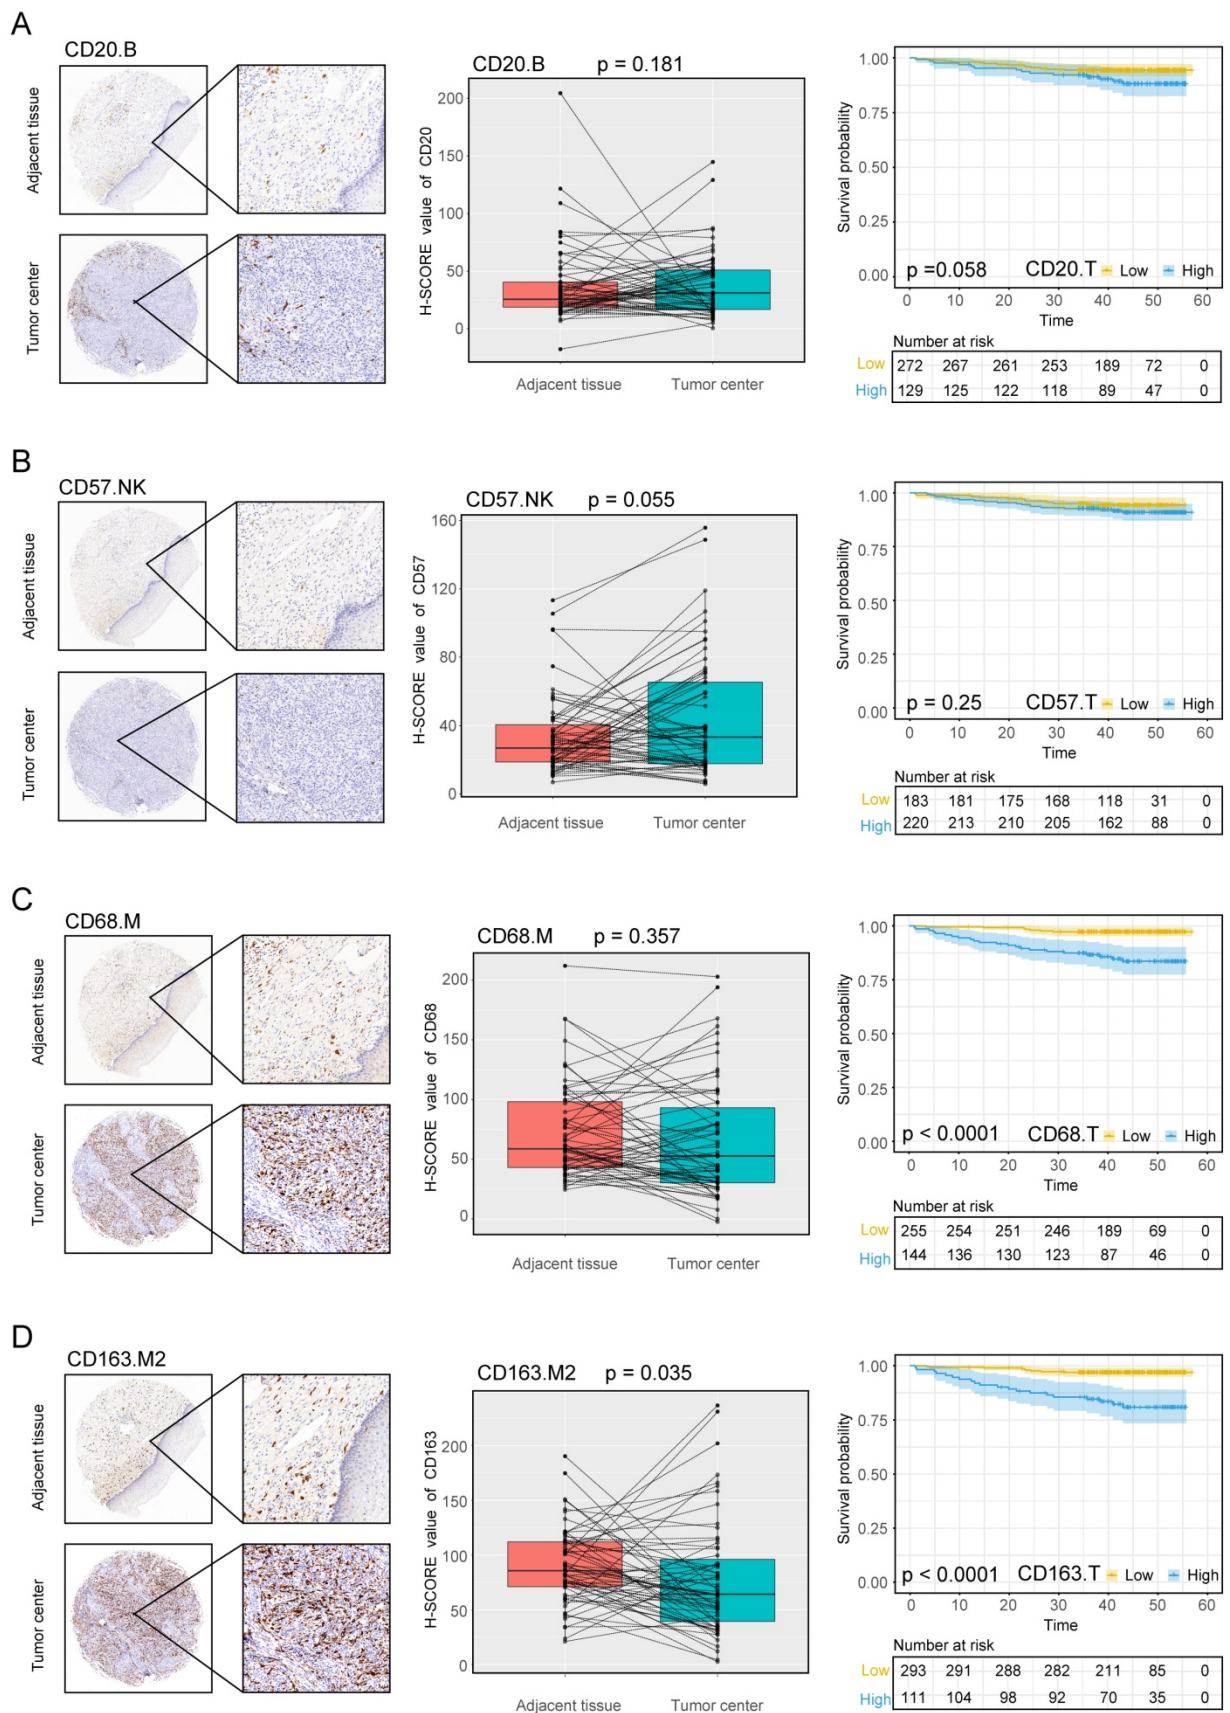 A
CD20.B
Adjacent tissue
Tumor center
CD20.B p = 0.181
H-SCORE value of CD20
200
150
100
50
0
Adjacent tissue Tumor center
Survival probability
1.00
0.75
0.50
0.25
0.00
p =0.058 CD20.T Low High
0 10 20 30 40 50 60
Time
Number at risk
Low 272 267 261 253 189 72 0
High 129 125 122 118 89 47 0
B
CD57.NK
Adjacent tissue
Tumor center
CD57.NK p = 0.055
H-SCORE value of CD57
160
120
80
40
0
Adjacent tissue Tumor center
Survival probability
1.00
0.75
0.50
0.25
0.00
p = 0.25 CD57.T Low High
0 10 20 30 40 50 60
Time
Number at risk
Low 183 181 175 168 118 31 0
High 220 213 210 205 162 88 0
C
CD68.M
Adjacent tissue
Tumor center
CD68.M p = 0.357
H-SCORE value of CD68
200
150
100
50
0
Adjacent tissue Tumor center
Survival probability
1.00
0.75
0.50
0.25
0.00
p < 0.0001 CD68.T Low High
0 10 20 30 40 50 60
Time
Number at risk
Low 255 254 251 246 189 69 0
High 144 136 130 123 87 46 0
D
CD163.M2
Adjacent tissue
Tumor center
CD163.M2 p = 0.035
H-SCORE value of CD163
200
150
100
50
0
Adjacent tissue Tumor center
Survival probability
1.00
0.75
0.50
0.25
0.00
p < 0.0001 CD163.T Low High
0 10 20 30 40 50 60
Time
Number at risk
Low 293 291 288 282 211 85 0
High 111 104 98 92 70 35 0